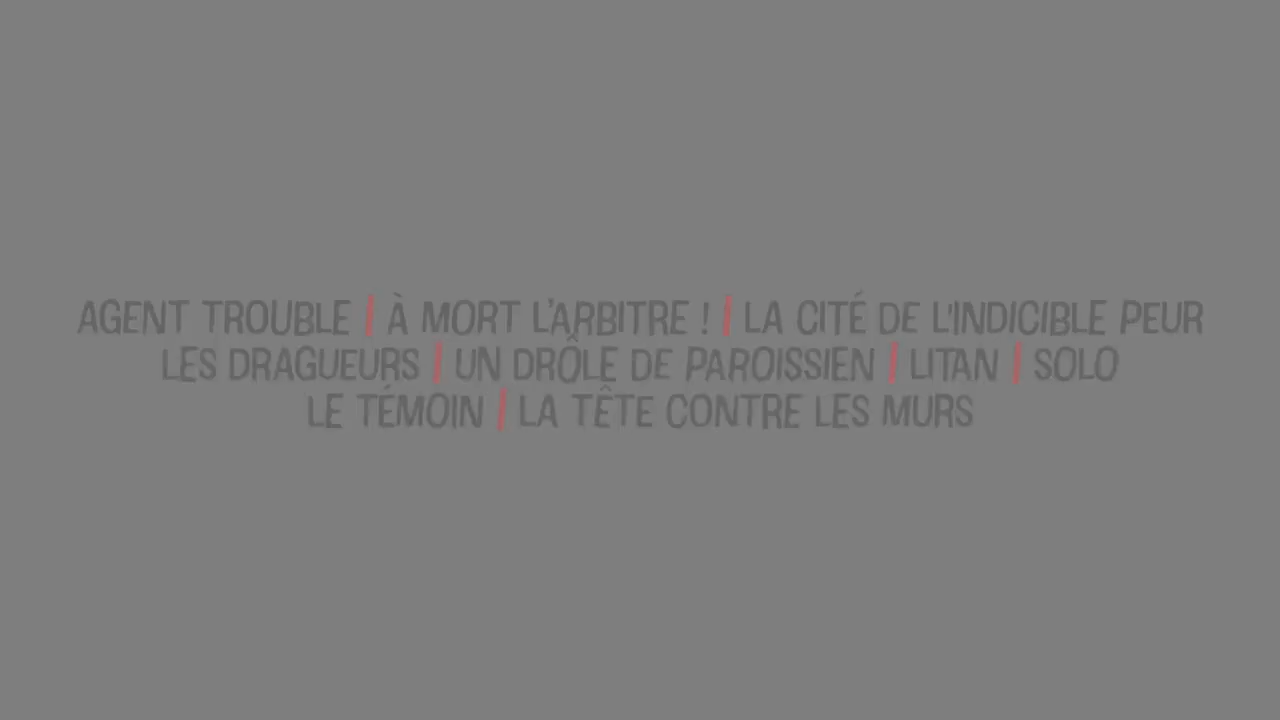 AGENT TROUBLE | À MORT L'ARBITRE ! | LA CITÉ DE L'INDICIBLE PEUR
LES DRAGUEURS | UN DRÔLE DE PAROISSIEN | LITAN | SOLO
LE TÉMOIN | LA TÊTE CONTRE LES MURS